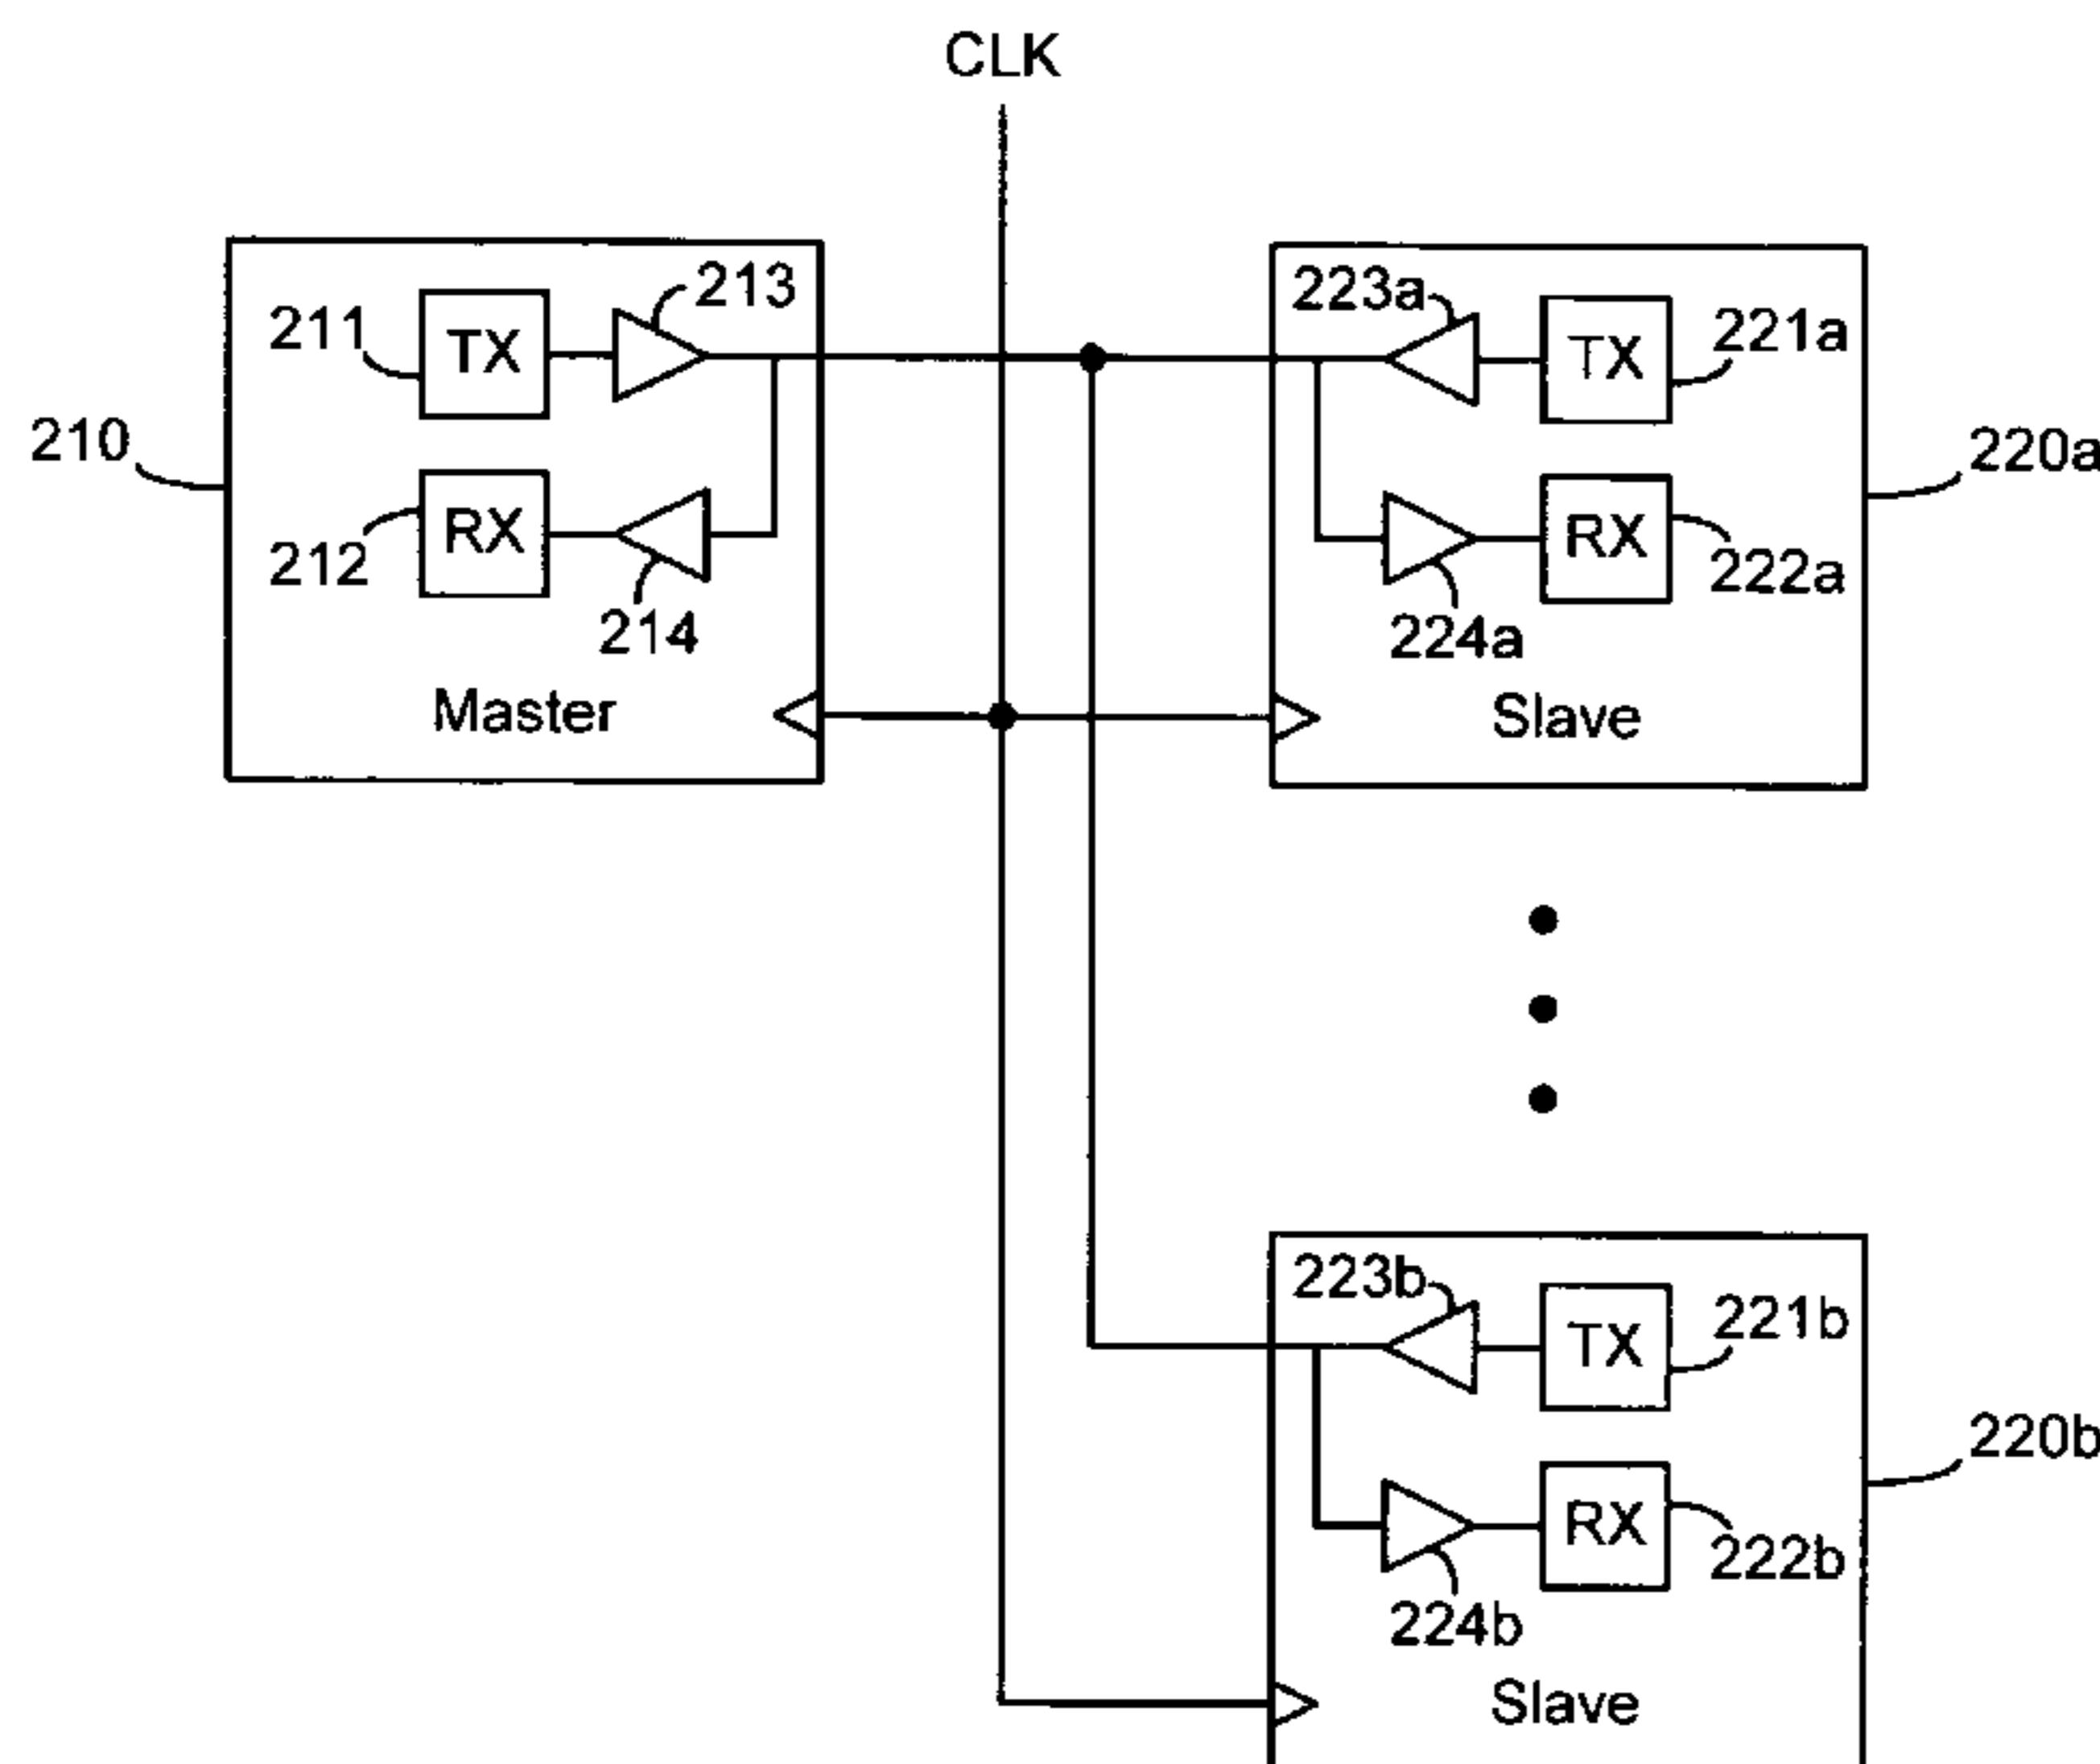 CLK
213
211
TX
210
RX
212
214
Master
223a
TX
221a
220a
RX
222a
224a
Slave
223b
TX
221b
220b
RX
222b
224b
Slave